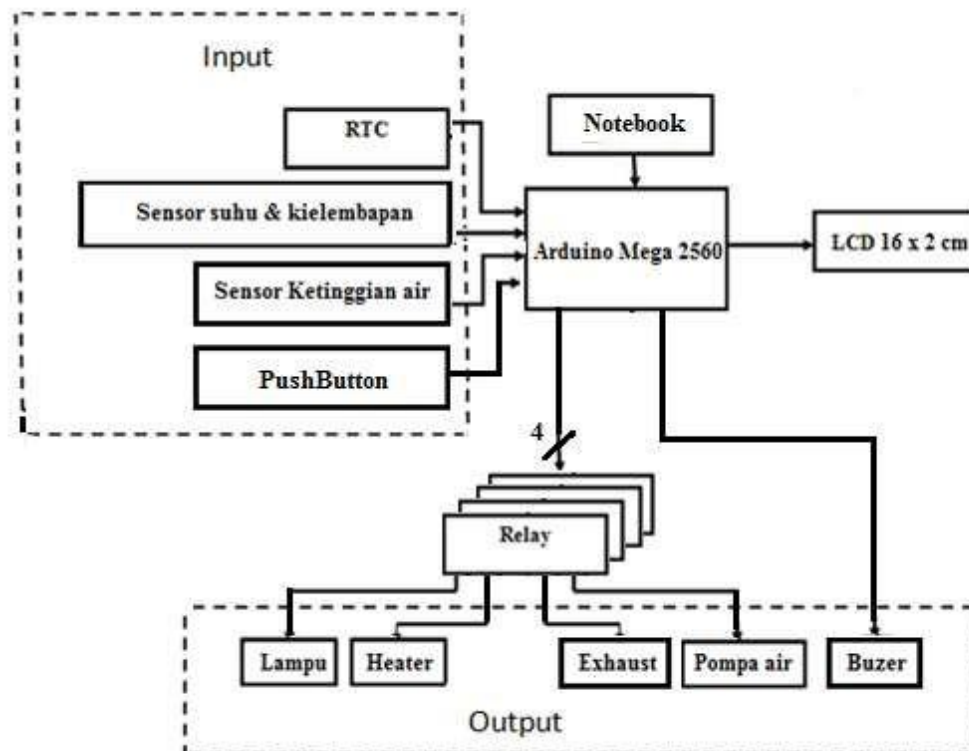 Input
RTC
Notebook
Sensor suhu & kielembapan
Arduino Mega 2560
LCD 16 x 2 cm
Sensor Ketinggian air
PushButton
4
Relay
Lampu
Heater
Exhaust
Pompa air
Buzer
Output